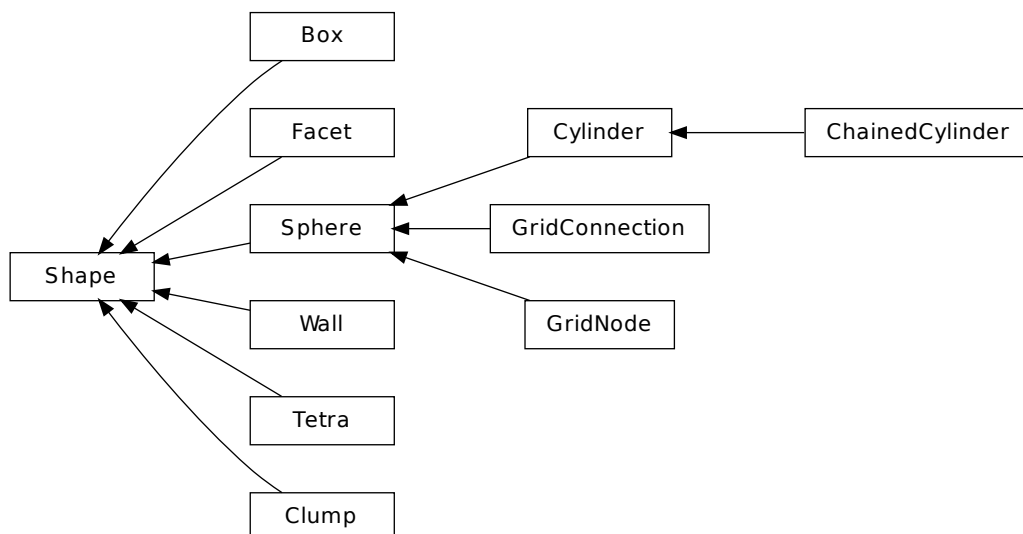 Box
Facet
Cylinder
ChainedCylinder
Sphere
GridConnection
Shape
Wall
GridNode
Tetra
Clump